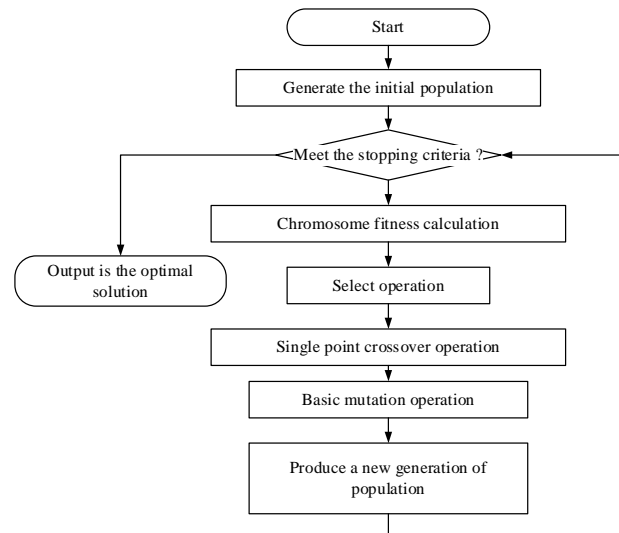 Start
Generate the initial population
Meet the stopping criteria ?
Chromosome fitness calculation
Output is the optimal
solution
Select operation
Single point crossover operation
Basic mutation operation
Produce a new generation of
population